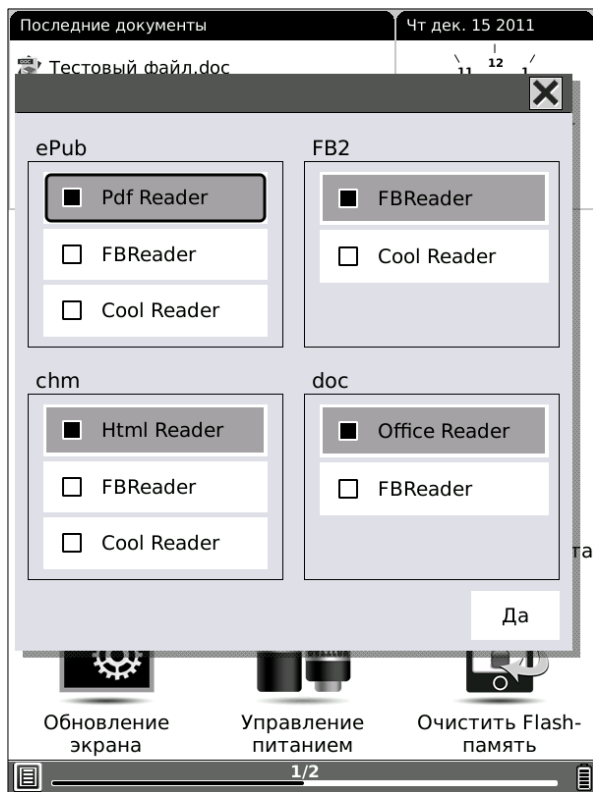 Последние документы
Чт дек. 15 2011
Тестовый файл.doc
11 12 1
ePub
Pdf Reader
FBReader
Cool Reader
FB2
FBReader
Cool Reader
chm
Html Reader
FBReader
Cool Reader
doc
Office Reader
FBReader
та
Да
Обновление
экрана
Управление
питанием
Очистить Flash-
память
1/2